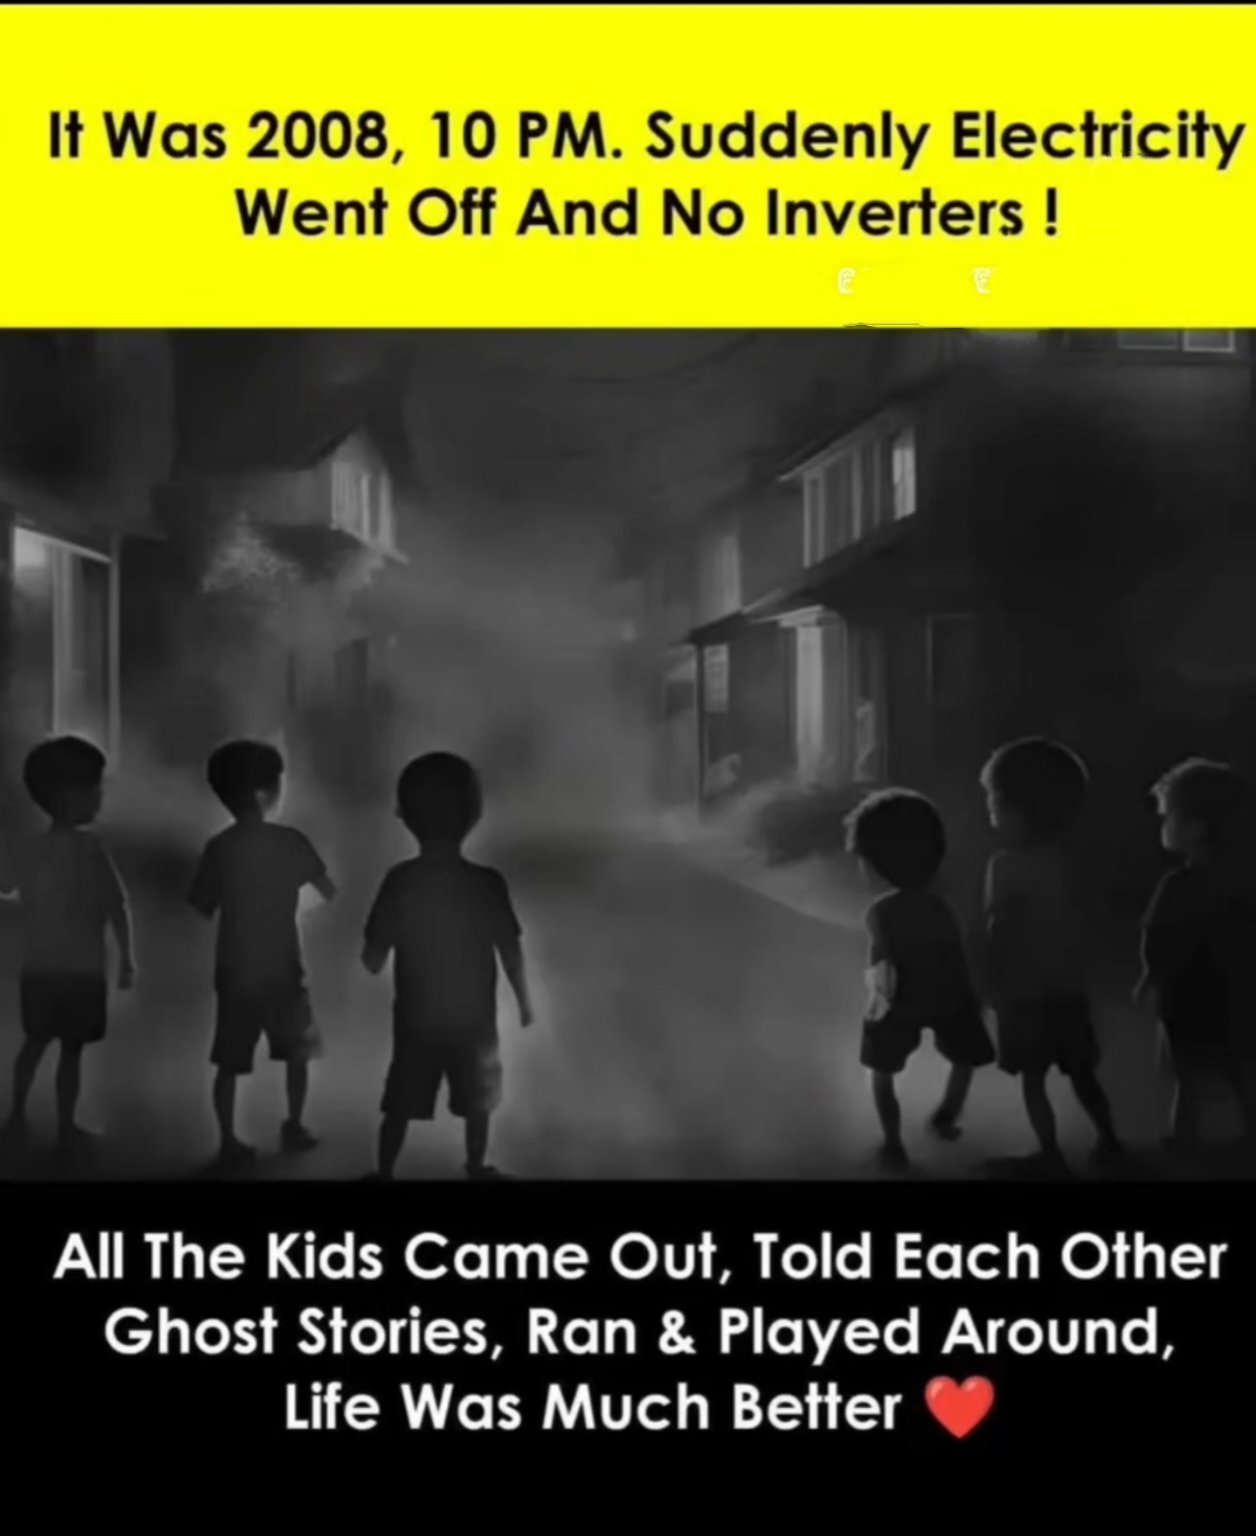 It Was 2008, 10 PM. Suddenly Electricity
Went Off And No Inverters !
All The Kids Came Out, Told Each Other
Ghost Stories, Ran & Played Around,
Life Was Much Better ❤️